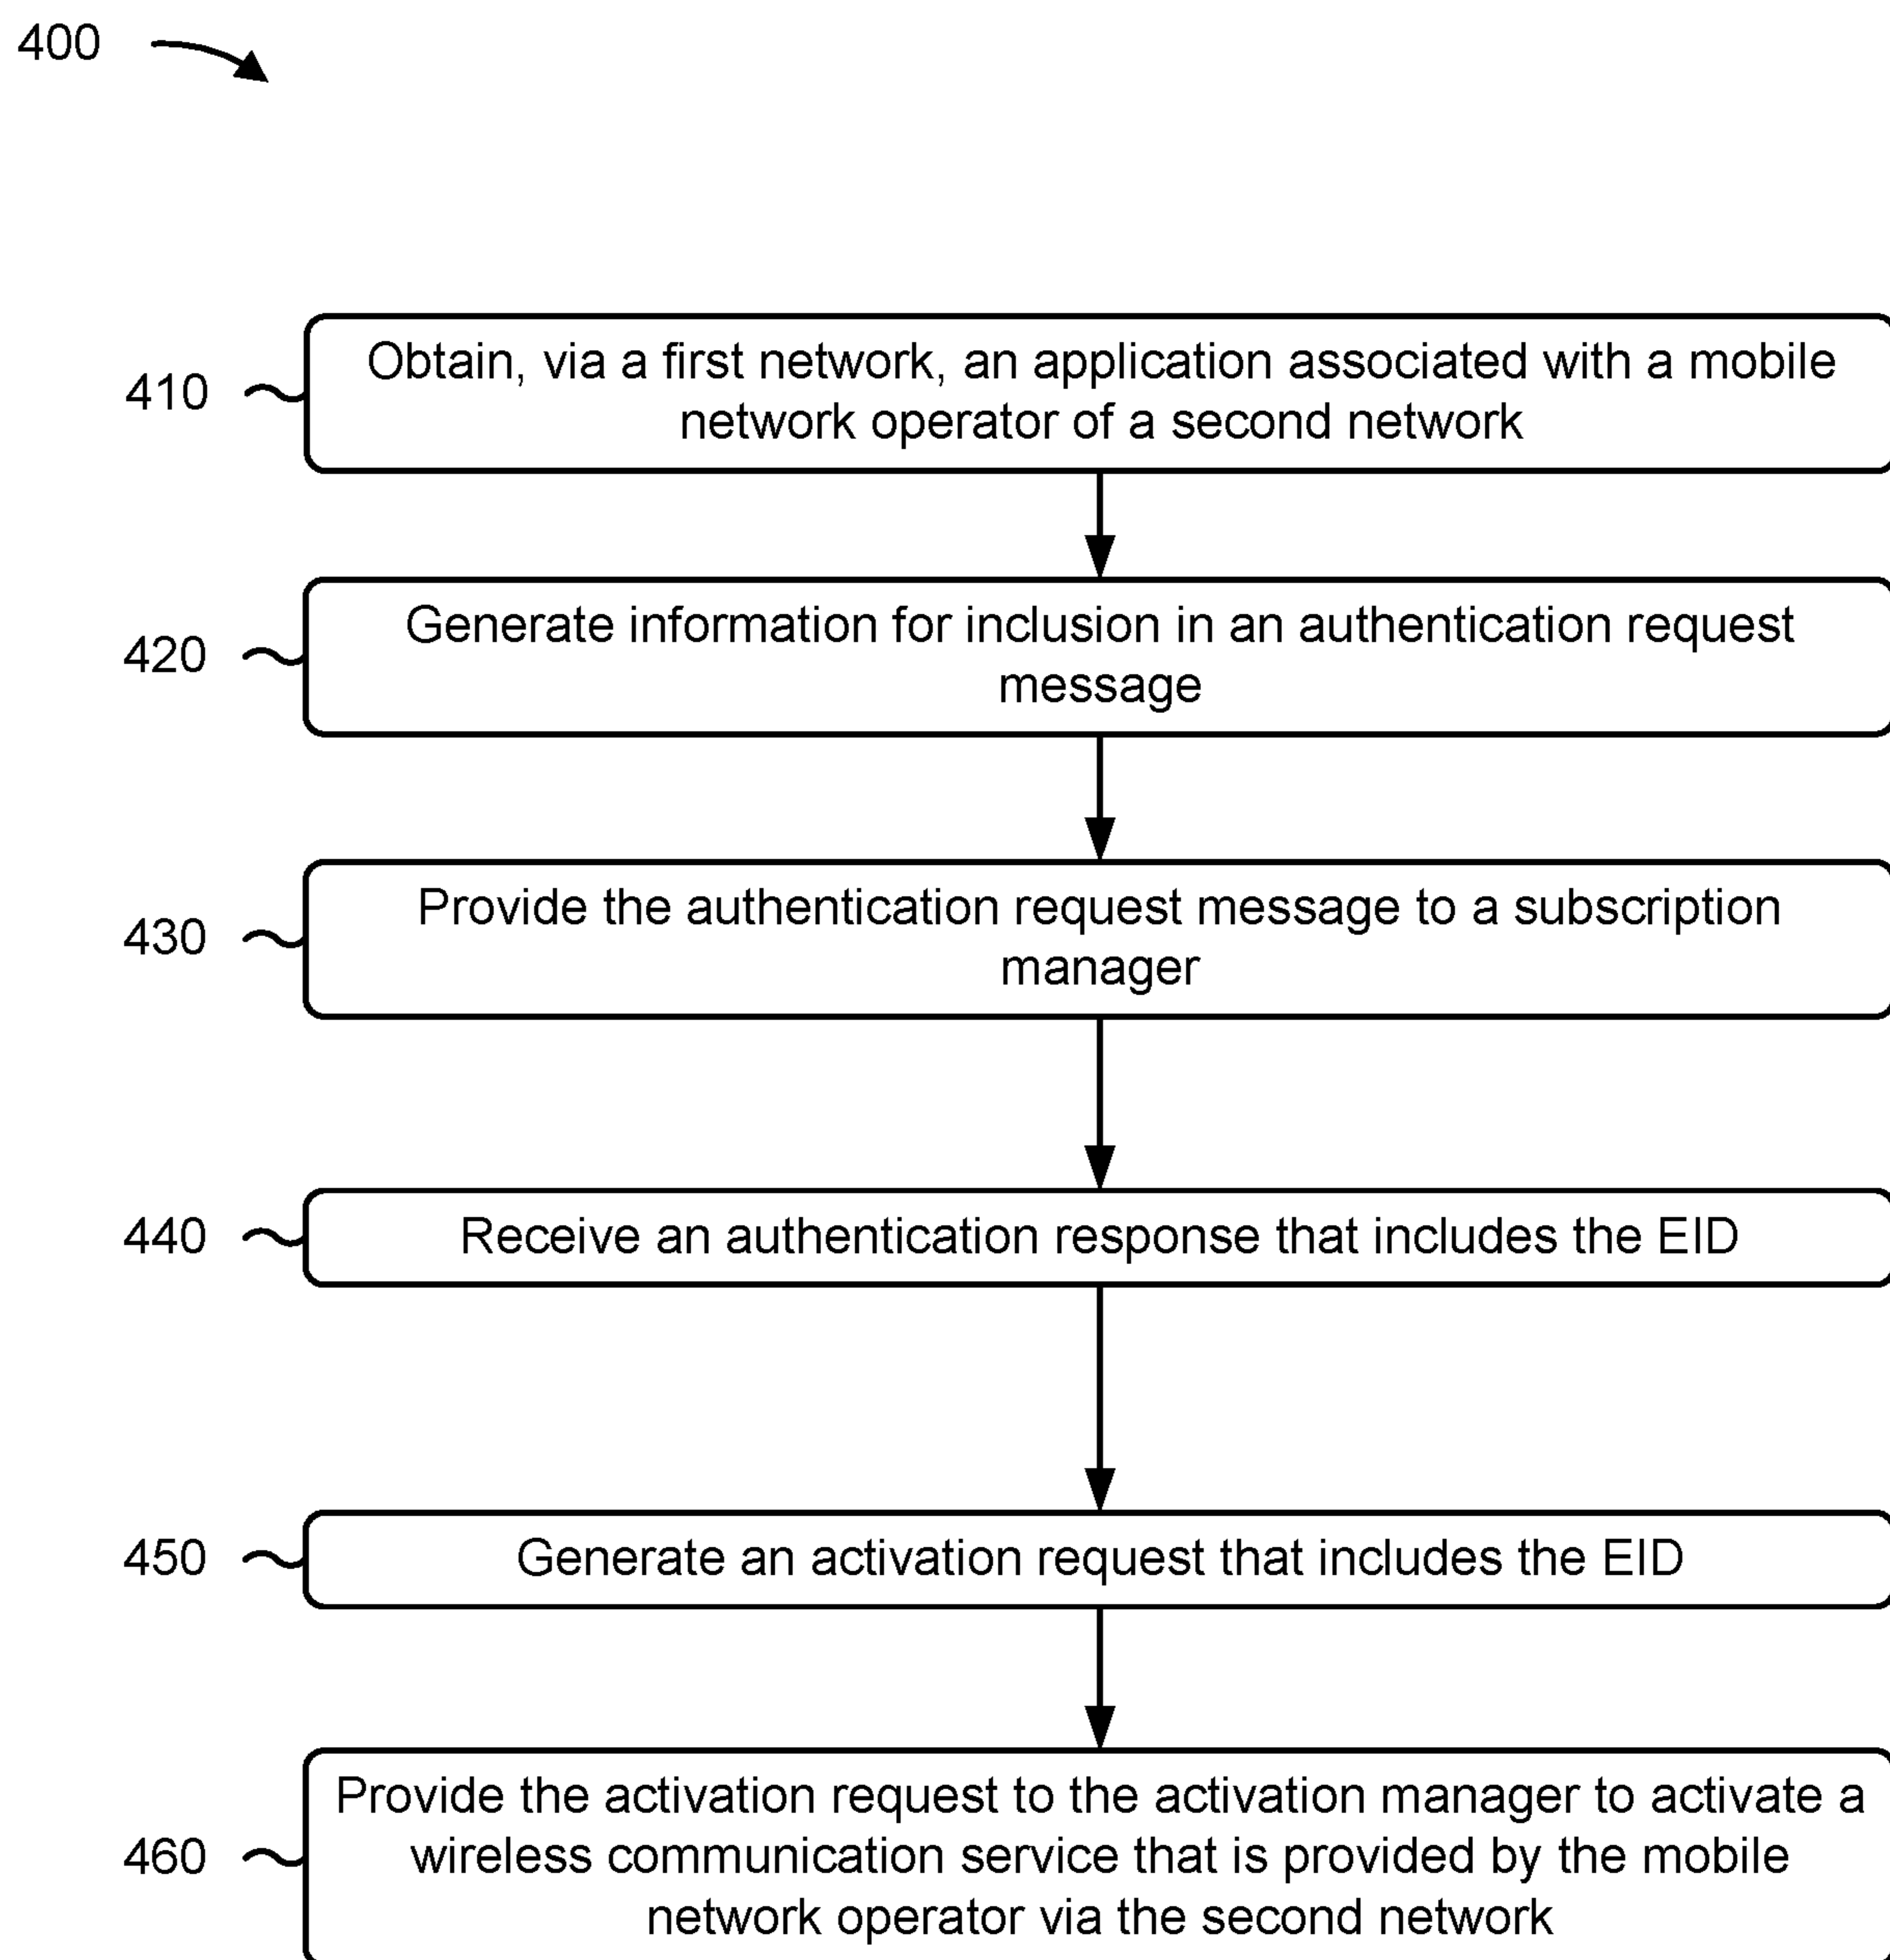 400
410
Obtain, via a first network, an application associated with a mobile
network operator of a second network
420
Generate information for inclusion in an authentication request
message
430
Provide the authentication request message to a subscription
manager
440
Receive an authentication response that includes the EID
450
Generate an activation request that includes the EID
460
Provide the activation request to the activation manager to activate a
wireless communication service that is provided by the mobile
network operator via the second network